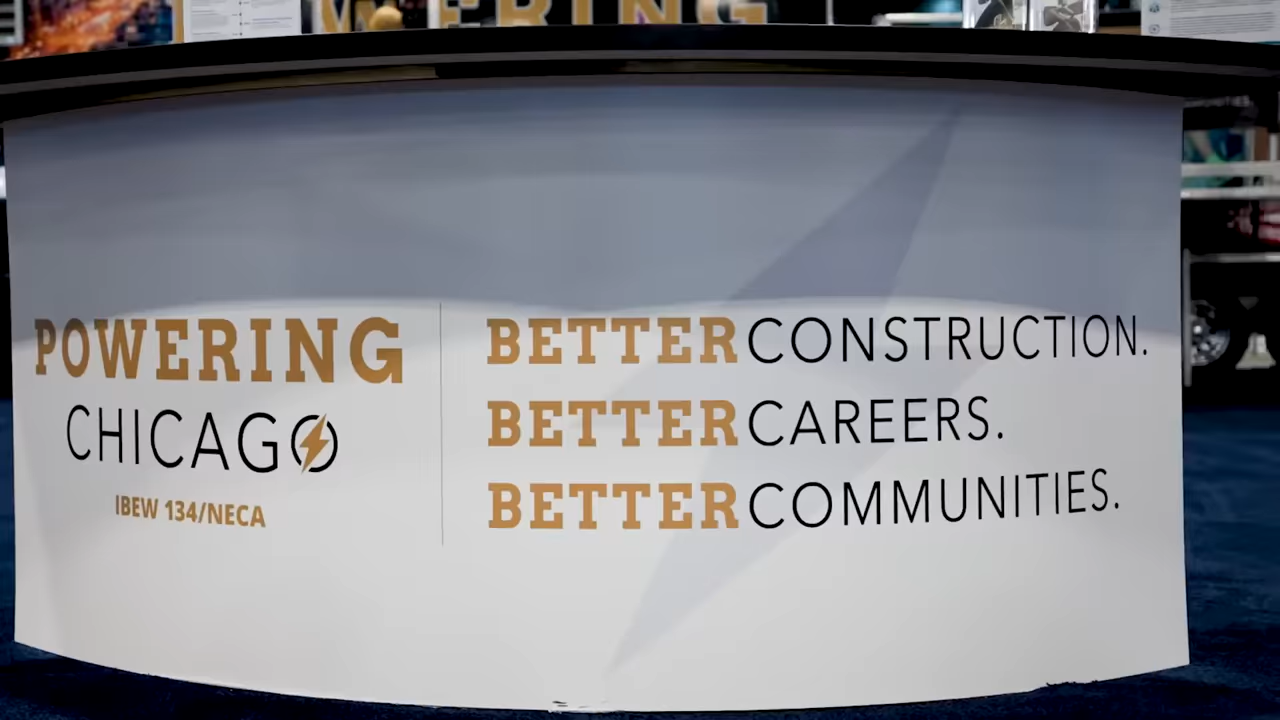 POWERING
CHICAGO
IBEW 134/NECA
BETTER CONSTRUCTION.
BETTER CAREERS.
BETTER COMMUNITIES.